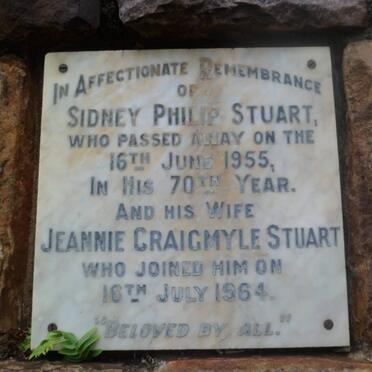 In Affectionate Remembrance
of
Sidney Philip Stuart,
who passed away on the
16th June 1955,
In His 70th Year.
And his Wife
Jeannie Craigmyle Stuart
who joined him on
16th July 1964.
"Beloved by all."